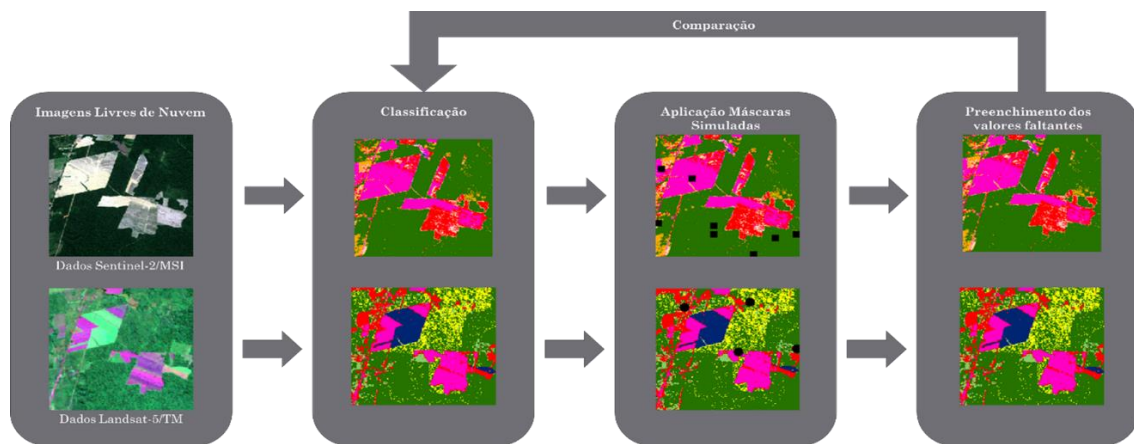 Comparação
Imagens Livres de Nuvem
Dados Sentinel-2/MSI
Dados Landsat-5/TM
Classificação
Aplicação Máscaras
Simuladas
Preenchimento dos
valores faltantes